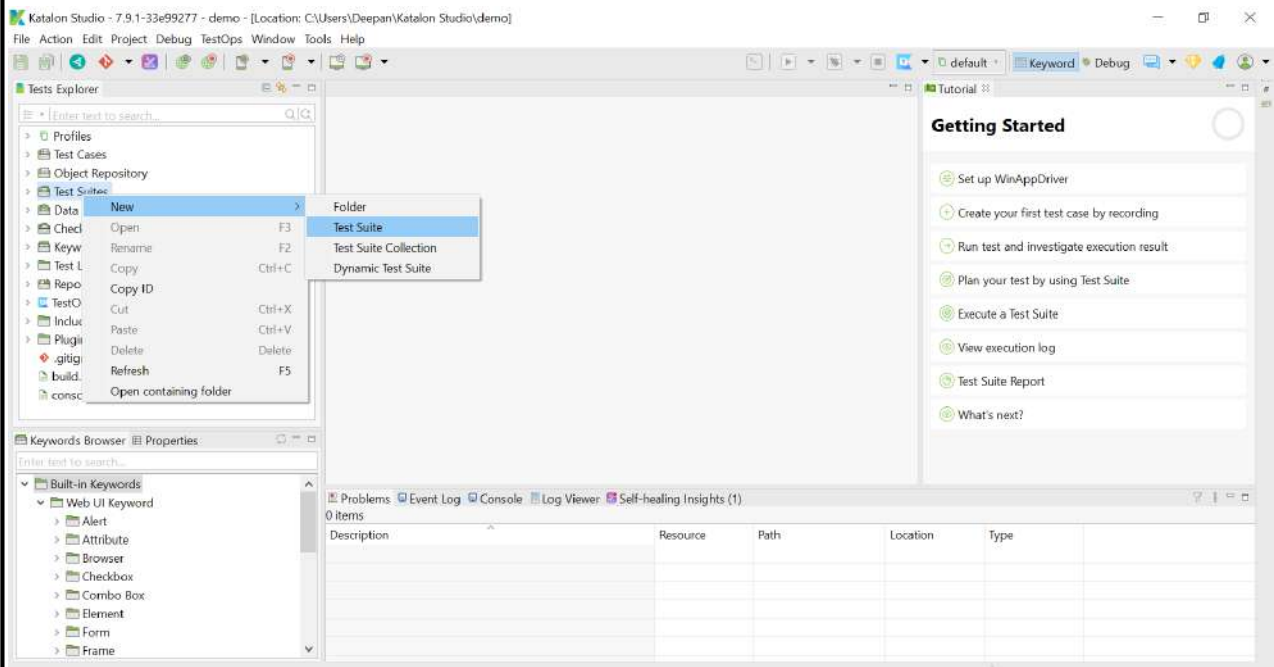 Katalon Studio - 7.9.1-33e99277 - demo - [Location: C:\Users\Deepan\Katalon Studio\demo]
File Action Edit Project Debug TestOps Window Tools Help
default Keyword Debug
Tests Explorer
Enter text to search...
Profiles
Test Cases
Object Repository
Test Suites
Data
Keyw
Test L
Repo
TestO
Includ
Plugin
.gitig
build.
conso
New
Open F3
Rename F2
Copy Ctrl+C
Copy ID
Cut Ctrl+X
Paste Ctrl+V
Delete Delete
Refresh F5
Open containing folder
Folder
Test Suite
Test Suite Collection
Dynamic Test Suite
Tutorial
Getting Started
Set up WinAppDriver
Create your first test case by recording
Run test and investigate execution result
Plan your test by using Test Suite
Execute a Test Suite
View execution log
Test Suite Report
What's next?
Keywords Browser Properties
Enter text to search...
Built-in Keywords
Web UI Keyword
Alert
Attribute
Browser
Checkbox
Combo Box
Element
Form
Frame
Problems Event Log Console Log Viewer Self-healing Insights (1)
0 items
Description Resource Path Location Type